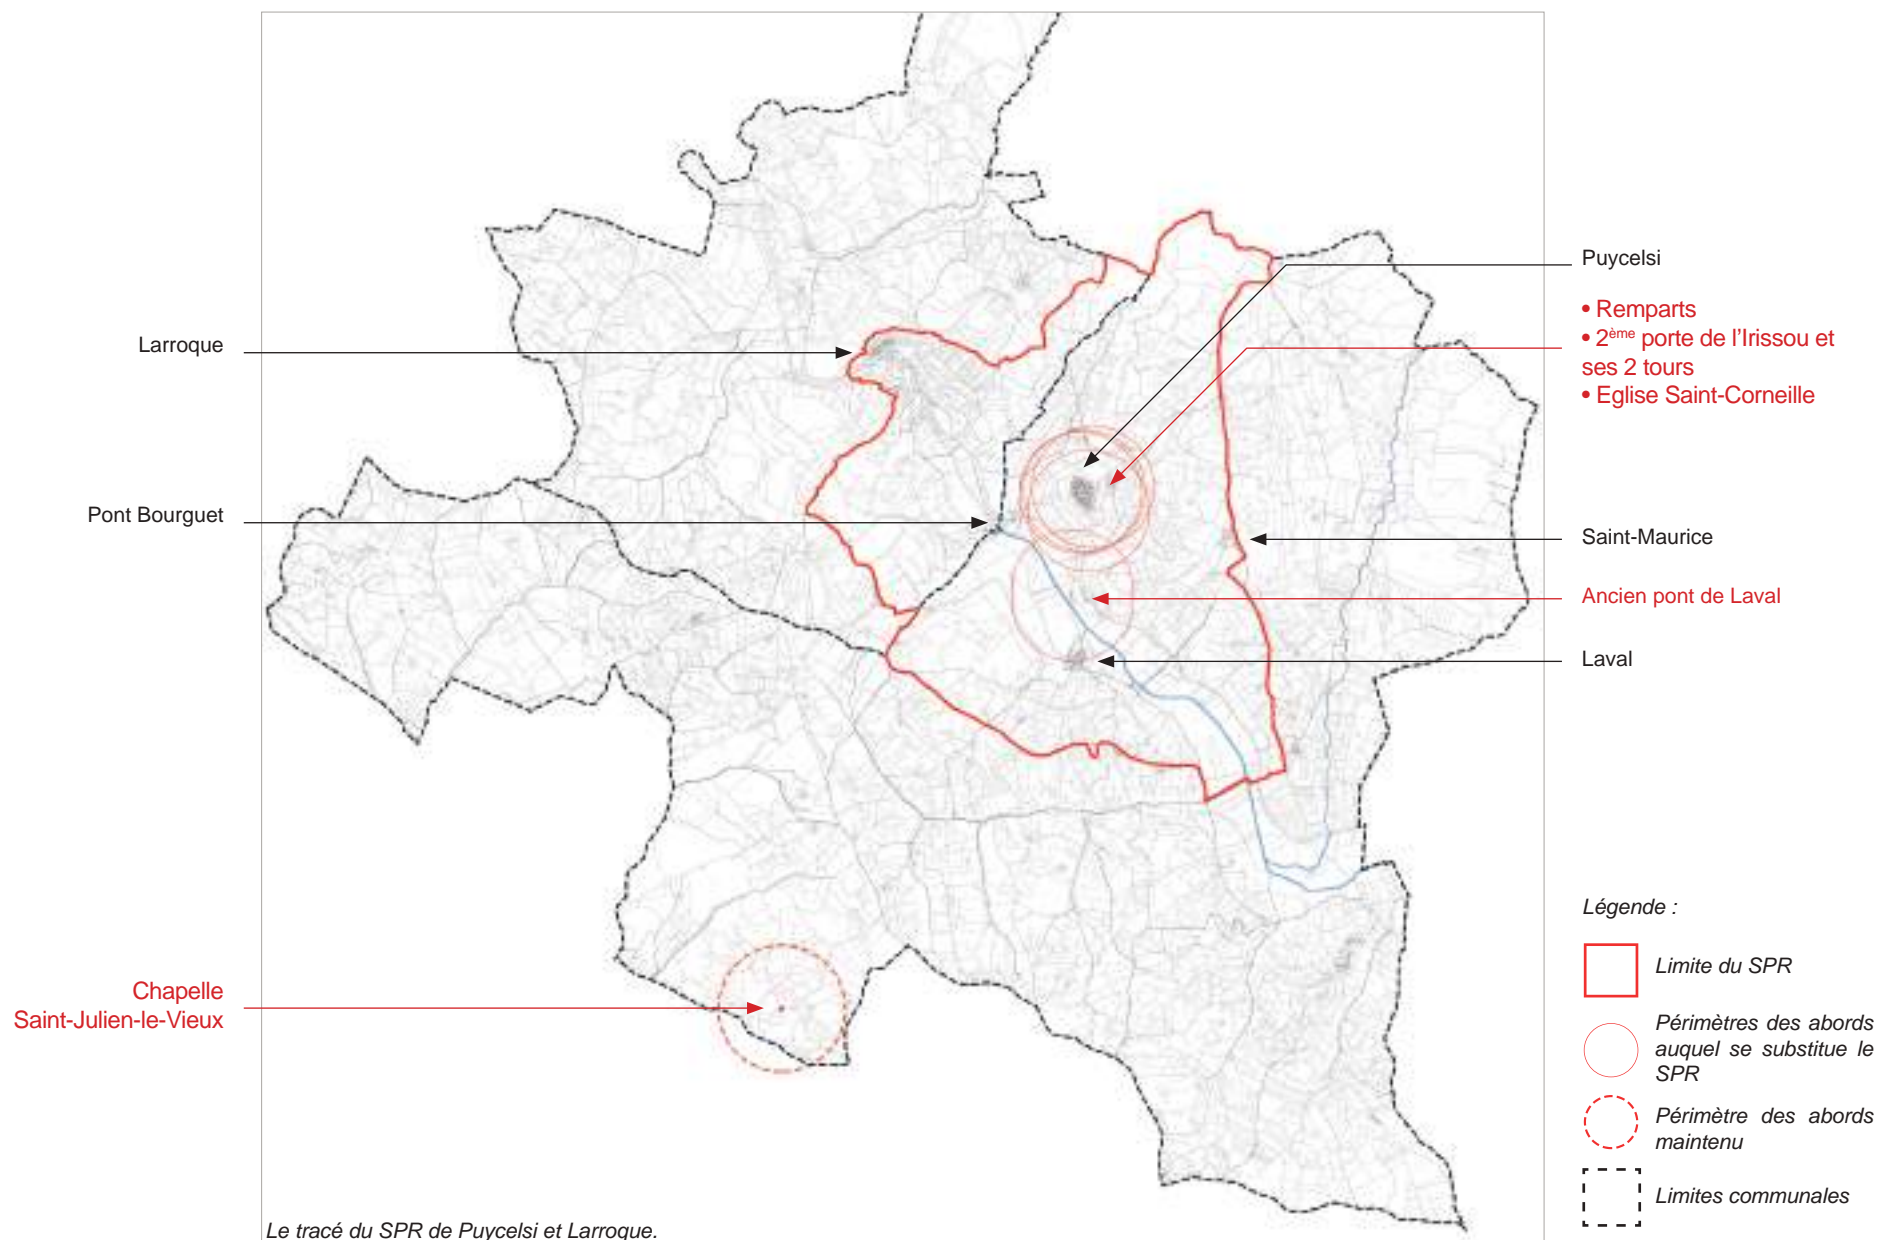 Larroque
Pont Bourguet
Chapelle
Saint-Julien-le-Vieux
Puycelsi
• Remparts
• 2ème porte de l'Irissou et
ses 2 tours
• Eglise Saint-Corneille
Saint-Maurice
Ancien pont de Laval
Laval
Légende :
Limite du SPR
Périmètres des abords
auquel se substitue le
SPR
Périmètre des abords
maintenu
Limites communales
Le tracé du SPR de Puycelsi et Larroque.